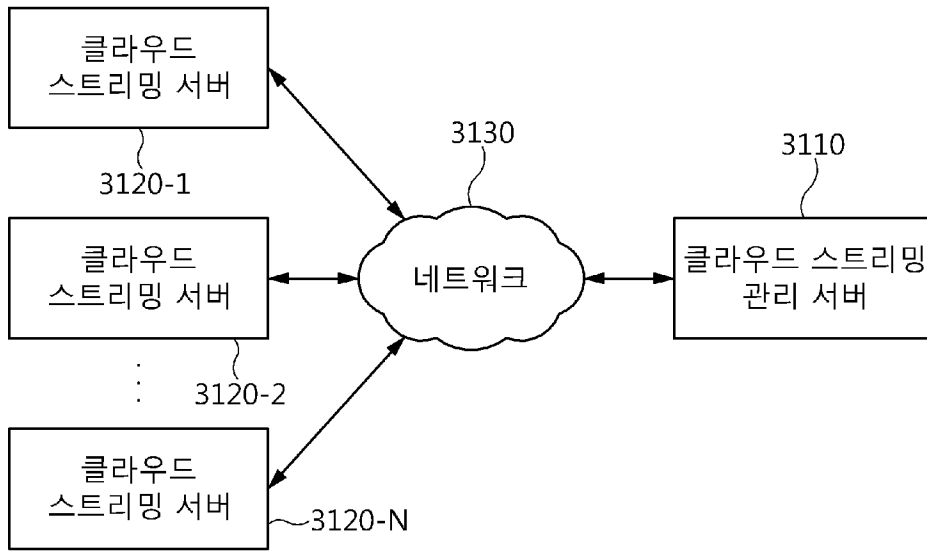 클라우드
스트리밍 서버
3120-1
클라우드
스트리밍 서버
3120-2
클라우드
스트리밍 서버
3120-N
3130
네트워크
3110
클라우드 스트리밍
관리 서버